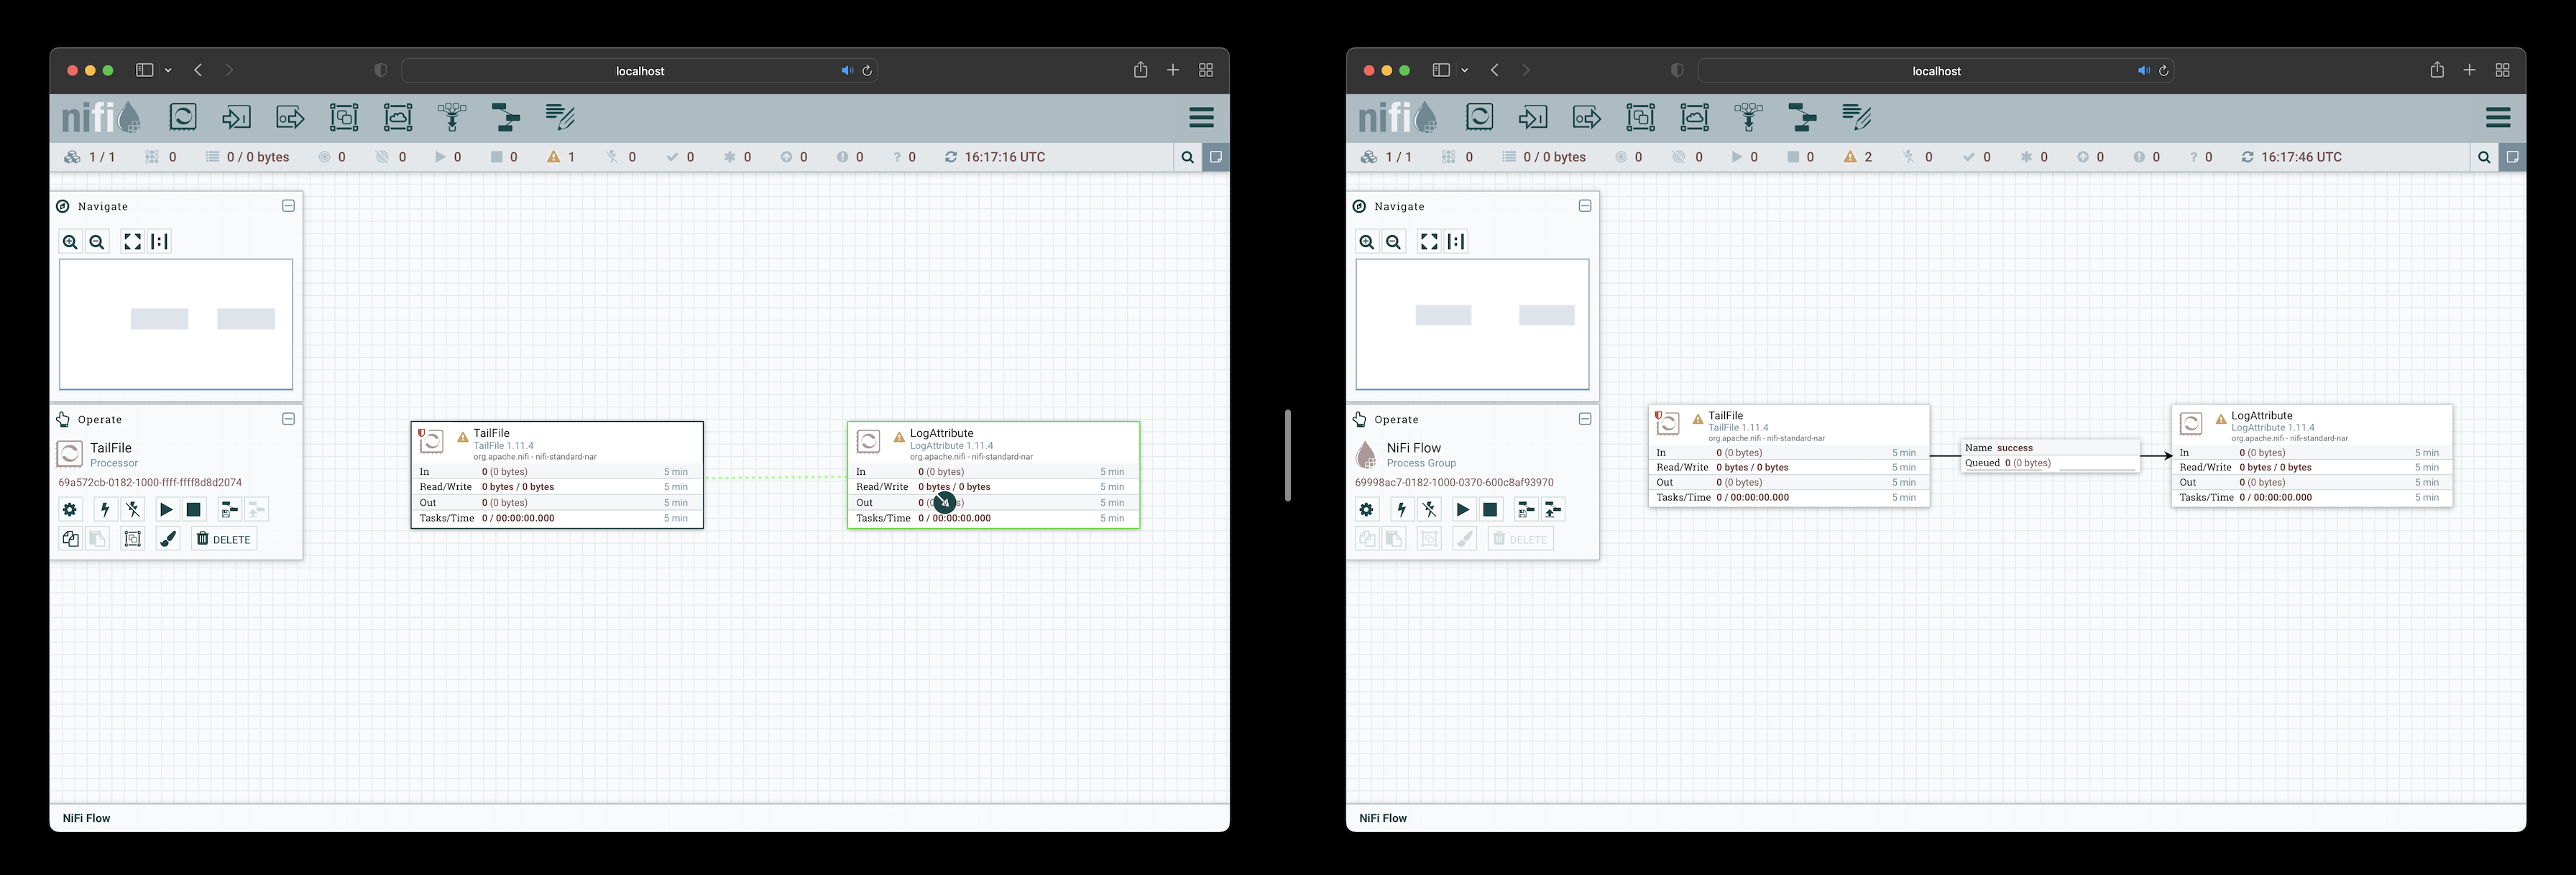 localhost
nifi
1 / 1 0 0 / 0 bytes 0 0 0 0 1 0 0 0 0 0 ? 0 16:17:16 UTC
Navigate
Operate
TailFile
Processor
69a572cb-0182-1000-ffff-ffff8d8d2074
DELETE
TailFile
TailFile 1.11.4
org.apache.nifi - nifi-standard-nar
In 0 (0 bytes) 5 min
Read/Write 0 bytes / 0 bytes 5 min
Out 0 (0 bytes) 5 min
Tasks/Time 0 / 00:00:00.000 5 min
LogAttribute
LogAttribute 1.11.4
org.apache.nifi - nifi-standard-nar
In 0 (0 bytes) 5 min
Read/Write 0 bytes / 0 bytes 5 min
Out 0 5 min
Tasks/Time 0 / 00:00:00.000 5 min
NiFi Flow
localhost
nifi
1 / 1 0 0 / 0 bytes 0 0 0 0 2 0 0 0 0 0 ? 0 16:17:46 UTC
Navigate
Operate
NiFi Flow
Process Group
69998ac7-0182-1000-0370-600c8af93970
DELETE
TailFile
TailFile 1.11.4
org.apache.nifi - nifi-standard-nar
In 0 (0 bytes) 5 min
Read/Write 0 bytes / 0 bytes 5 min
Out 0 (0 bytes) 5 min
Tasks/Time 0 / 00:00:00.000 5 min
Name success
Queued 0 (0 bytes)
LogAttribute
LogAttribute 1.11.4
org.apache.nifi - nifi-standard-nar
In 0 (0 bytes) 5 min
Read/Write 0 bytes / 0 bytes 5 min
Out 0 (0 bytes) 5 min
Tasks/Time 0 / 00:00:00.000 5 min
NiFi Flow